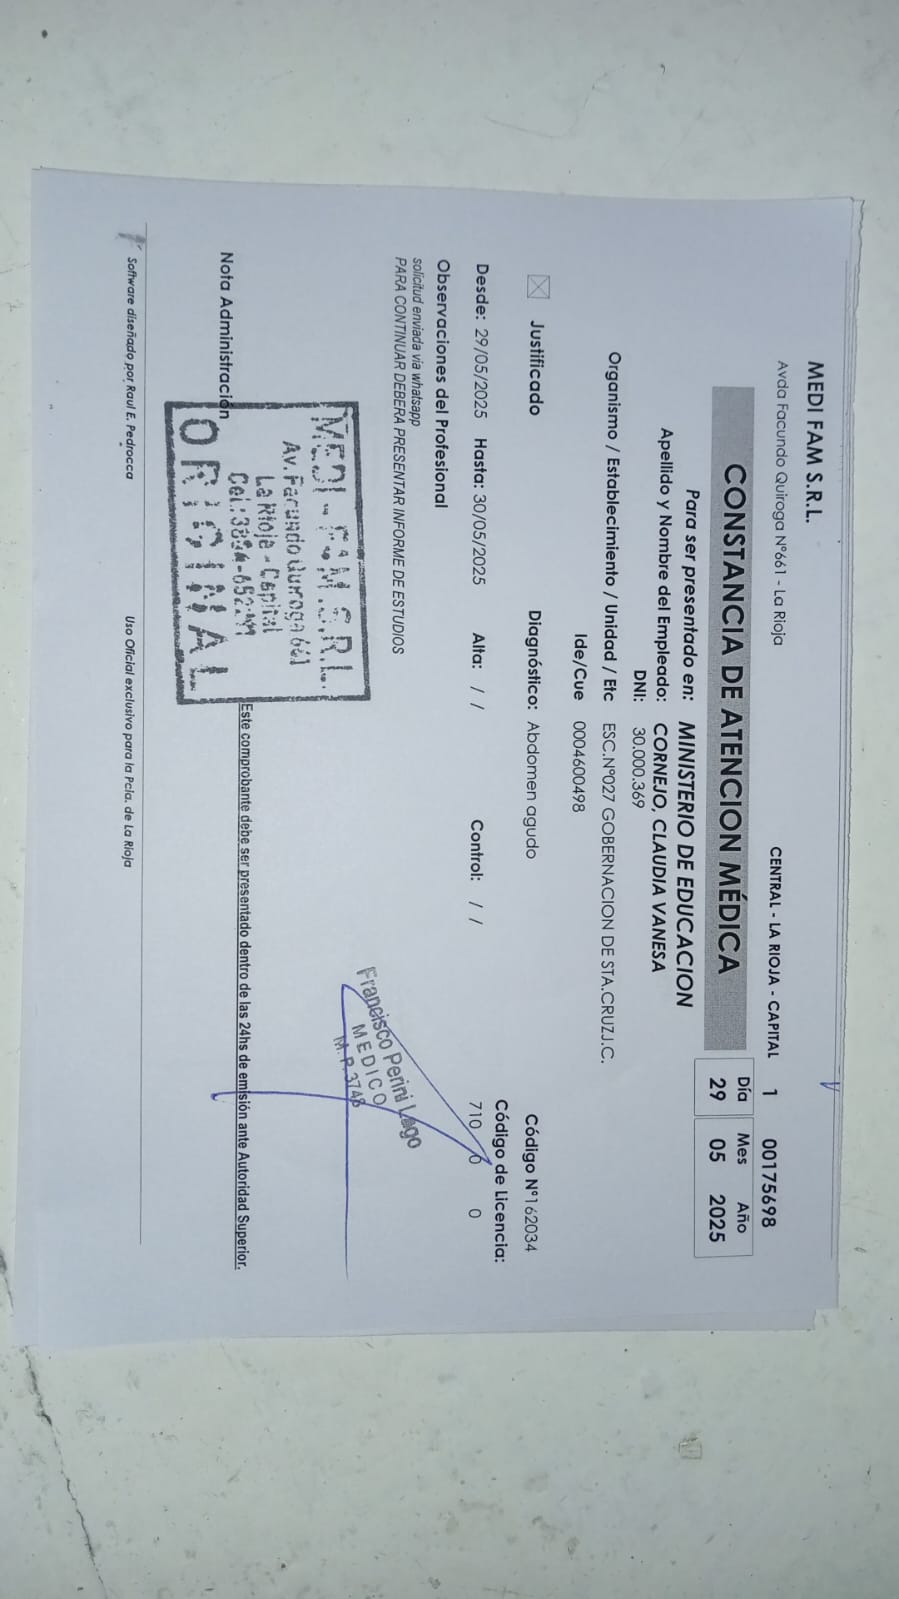 MEDI FAM S.R.L.
Avda Facundo Quiroga N°661 - La Rioja
CENTRAL - LA RIOJA - CAPITAL 1 00175698
CONSTANCIA DE ATENCION MÉDICA
Día Mes Año
29 05 2025
Para ser presentado en: MINISTERIO DE EDUCACION
Apellido y Nombre del Empleado: CORNEJO, CLAUDIA VANESA
DNI: 30.000.369
Organismo / Establecimiento / Unidad / Etc ESC.N°027 GOBERNACION DE STA.CRUZJ.C.
Ide/Cue 0004600498
Justificado Diagnóstico: Abdomen agudo Código N°162034
Código de Licencia:
Desde: 29/05/2025 Hasta: 30/05/2025 Alta: / / Control: / / 710 0 0
Observaciones del Profesional
solicitud enviada via whatsapp
PARA CONTINUAR DEBERA PRESENTAR INFORME DE ESTUDIOS
Francisco Perini Lago
MEDICO
M.P. 3748
MEDI-FAM S.R.L.
Av. Facundo Quiroga 661
La Rioja - Capital
Cel.:
ORIGINAL
Nota Administración
Este comprobante debe ser presentado dentro de las 24hs de emisión ante Autoridad Superior.
Software diseñado por Raul E. Pedrocca Uso Oficial exclusivo para la Pcia. de La Rioja